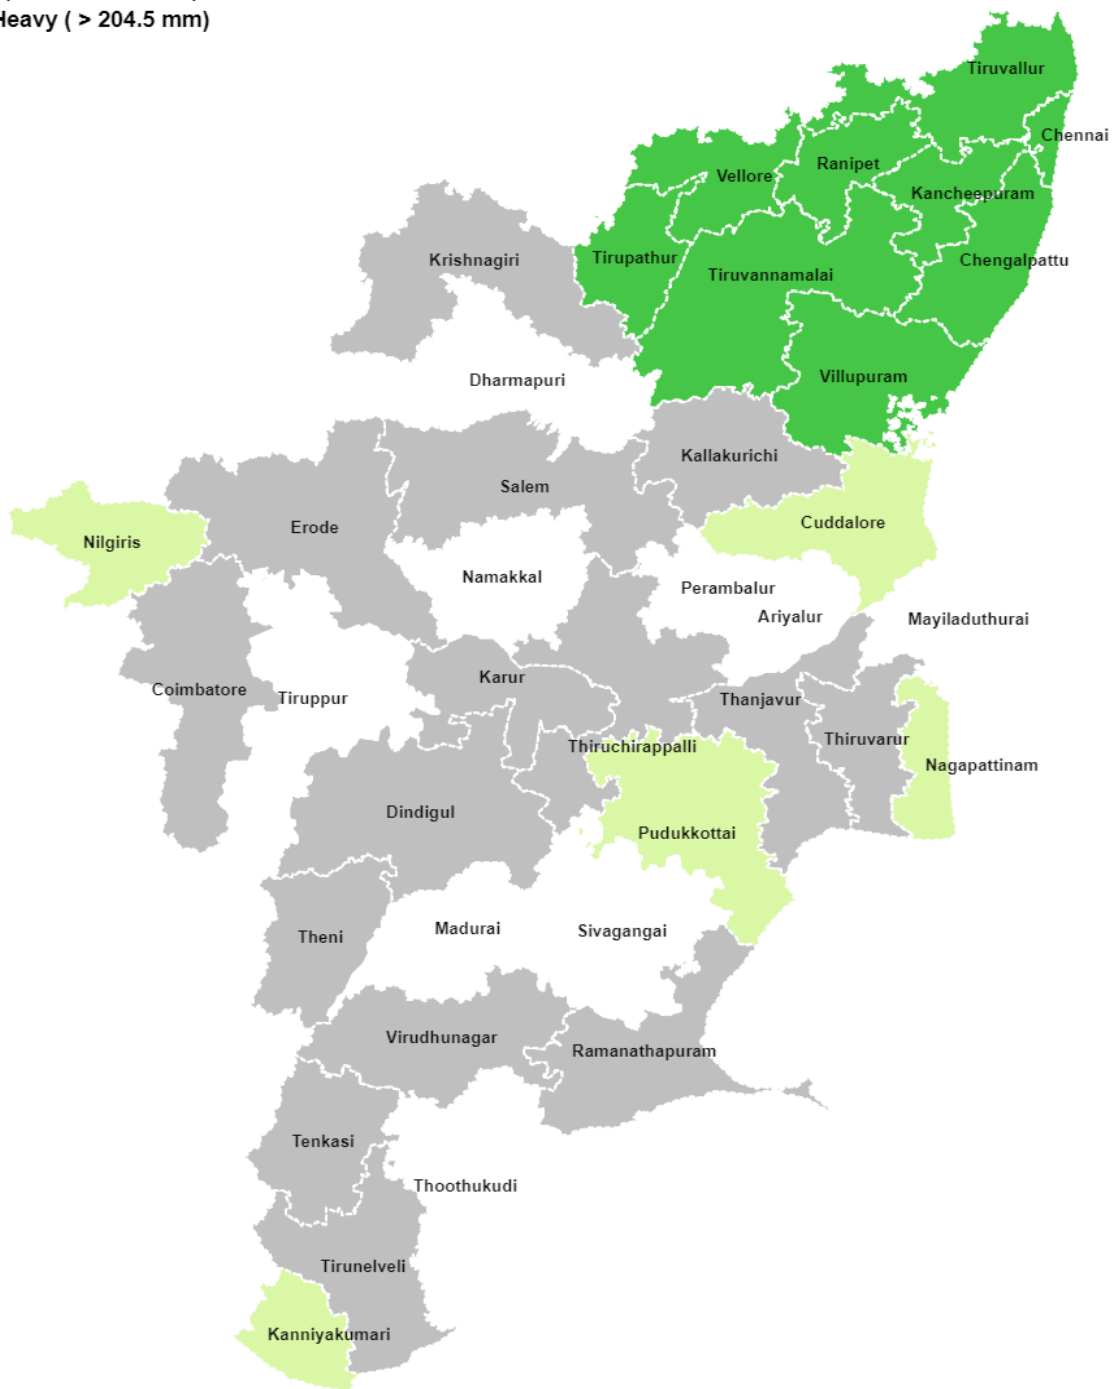 Heavy ( > 204.5 mm)
Tiruvallur
Chennai
Ranipet
Vellore
Kancheepuram
Tirupathur
Krishnagiri
Chengalpattu
Tiruvannamalai
Villupuram
Dharmapuri
Kallakurichi
Salem
Cuddalore
Erode
Nilgiris
Namakkal
Perambalur
Ariyalur
Mayiladuthurai
Karur
Coimbatore
Tiruppur
Thanjavur
Thiruvarur
Thiruchirappalli
Nagapattinam
Dindigul
Pudukkottai
Madurai
Sivagangai
Theni
Virudhunagar
Ramanathapuram
Tenkasi
Thoothukudi
Tirunelveli
Kanniyakumari